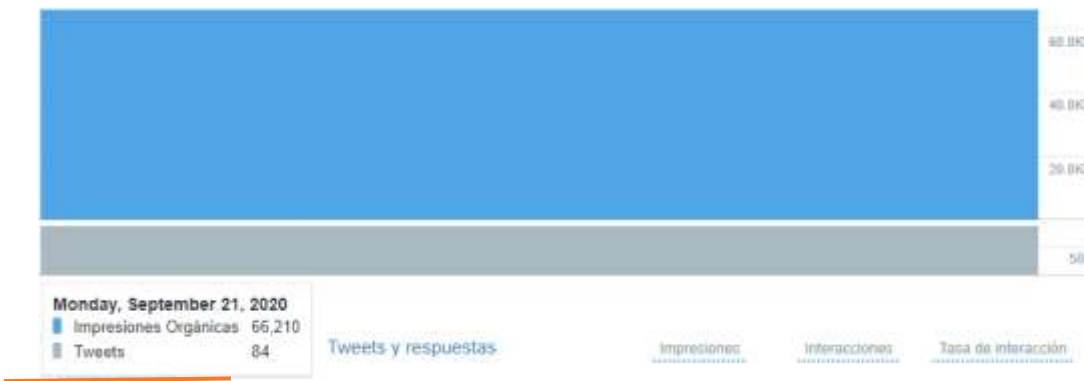 60.0K
40.0K
20.0K
50
Monday, September 21, 2020
Impresiones Orgánicas 66,210
Tweets 84
Tweets y respuestas Impresiones Interacciones Tasa de interacción